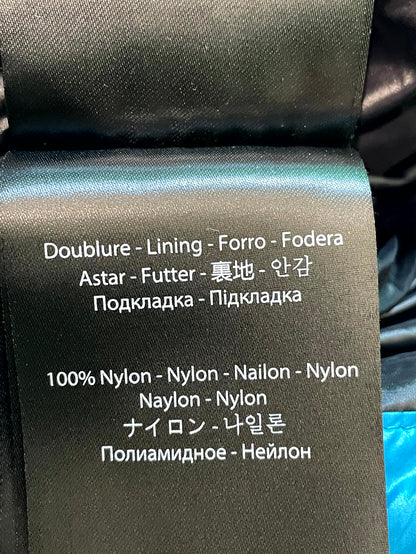 Doublure - Lining - Forro - Fodera
Astar - Futter - 裏地 - 안감
Подкладка - Підкладка
100% Nylon - Nylon - Nailon - Nylon
Naylon - Nylon
ナイロン - 나일론
Полиамидное - Нейлон